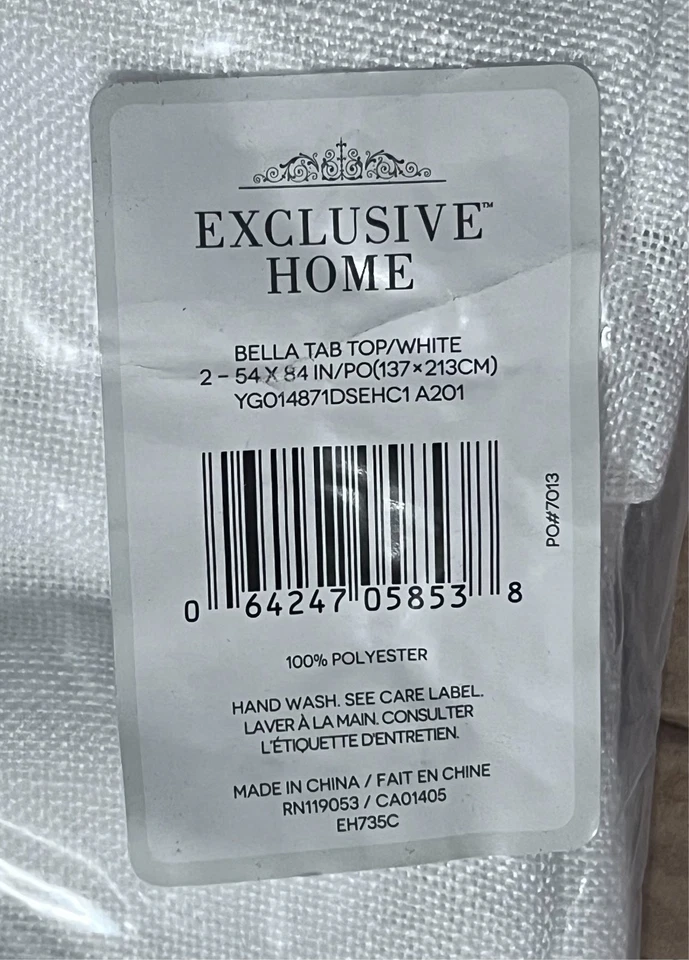 EXCLUSIVE™
HOME
BELLA TAB TOP/WHITE
2 – 54 X 84 IN/PO(137×213CM)
YG014871DSEHC1 A201
0 64247 05853 8
PO#7013
100% POLYESTER
HAND WASH. SEE CARE LABEL.
LAVER À LA MAIN. CONSULTER
L'ÉTIQUETTE D'ENTRETIEN.
MADE IN CHINA / FAIT EN CHINE
RN119053 / CA01405
EH735C